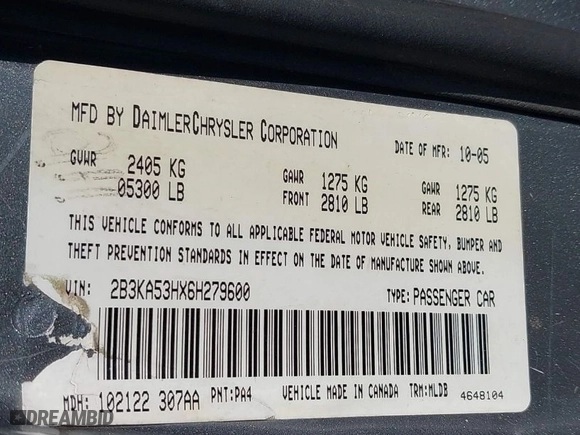 MFD BY DAIMLERCHRYSLER CORPORATION DATE OF MFR: 10-05
GVWR 2405 KG GAWR 1275 KG GAWR 1275 KG
05300 LB FRONT 2810 LB REAR 2810 LB
THIS VEHICLE CONFORMS TO ALL APPLICABLE FEDERAL MOTOR VEHICLE SAFETY, BUMPER AND
THEFT PREVENTION STANDARDS IN EFFECT ON THE DATE OF MANUFACTURE SHOWN ABOVE.
VIN: 2B3KA53HX6H279600 TYPE: PASSENGER CAR
MDH: 102122 307AA PNT: PA4 VEHICLE MADE IN CANADA TRM: MLDB 4648104
DREAMBID